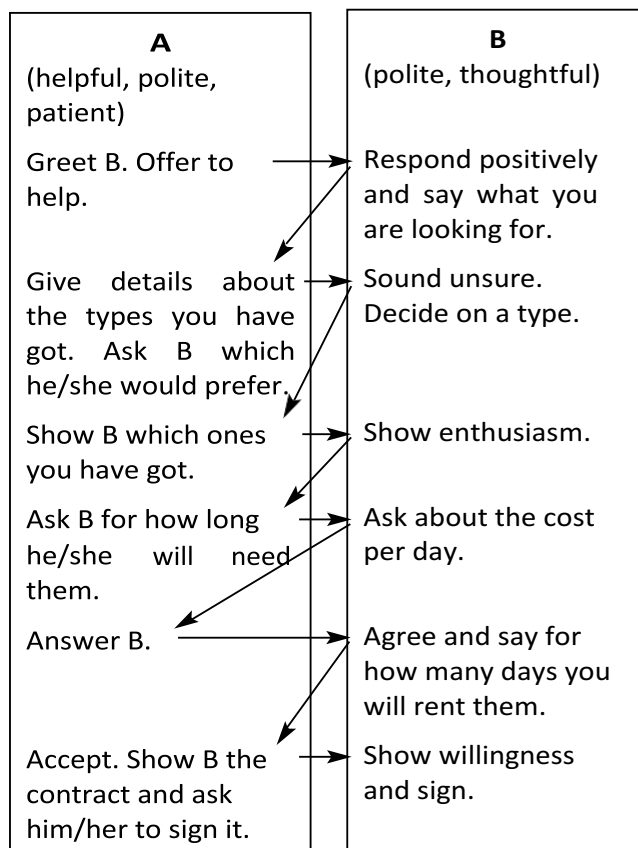 A
(helpful, polite,
patient)
Greet B. Offer to
help.
Give details about
the types you have
got. Ask B which
he/she would prefer.
Show B which ones
you have got.
Ask B for how long
he/she will need
them.
Answer B.
Accept. Show B the
contract and ask
him/her to sign it.
B
(polite, thoughtful)
Respond positively
and say what you
are looking for.
Sound unsure.
Decide on a type.
Show enthusiasm.
Ask about the cost
per day.
Agree and say for
how many days you
will rent them.
Show willingness
and sign.